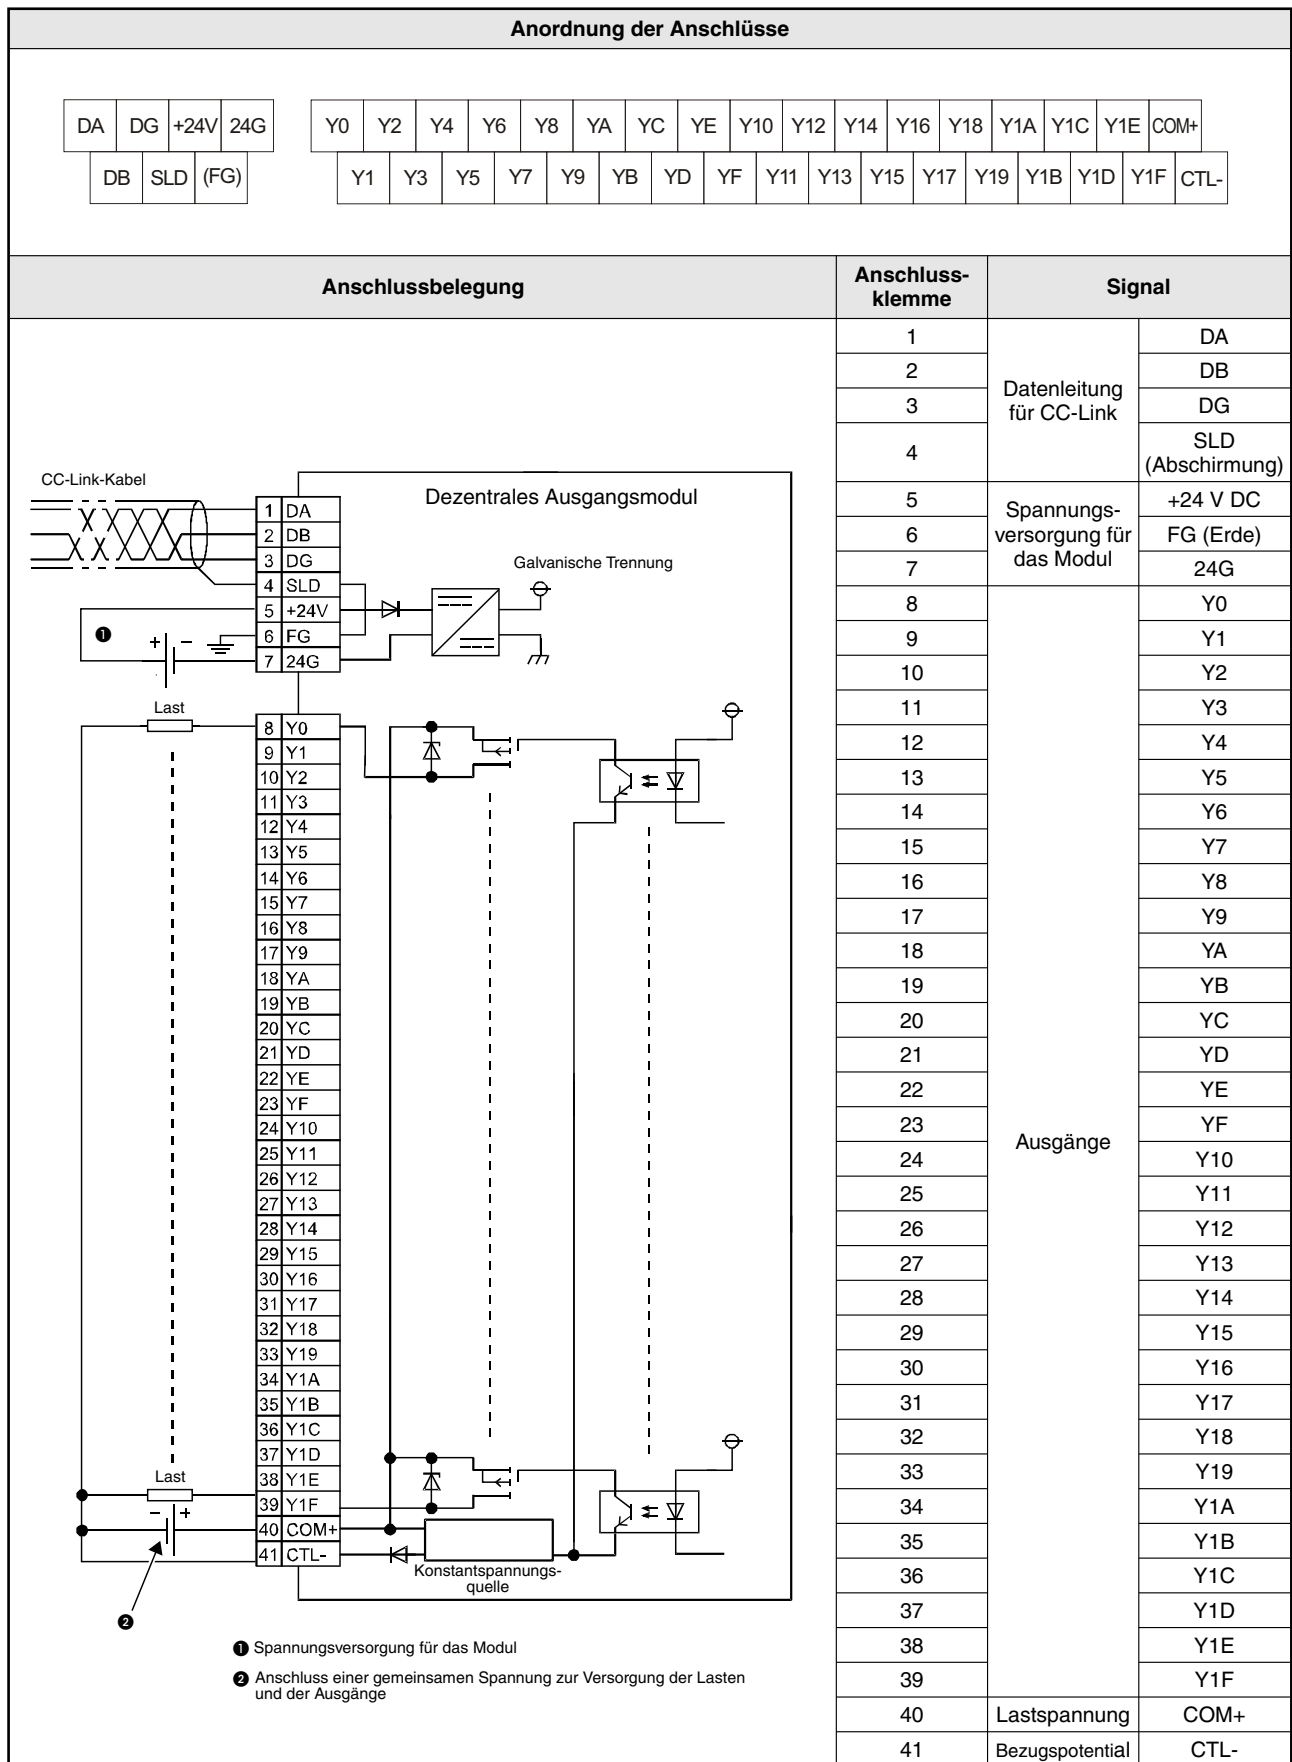 Anordnung der Anschlüsse
DA DG +24V 24G Y0 Y2 Y4 Y6 Y8 YA YC YE Y10 Y12 Y14 Y16 Y18 Y1A Y1C Y1E COM+
DB SLD (FG) Y1 Y3 Y5 Y7 Y9 YB YD YF Y11 Y13 Y15 Y17 Y19 Y1B Y1D Y1F CTL-
Anschlussbelegung
CC-Link-Kabel
Dezentrales Ausgangsmodul
Galvanische Trennung
1 DA
2 DB
3 DG
4 SLD
5 +24V
6 FG
7 24G
❶
+ −
Last
8 Y0
9 Y1
10 Y2
11 Y3
12 Y4
13 Y5
14 Y6
15 Y7
16 Y8
17 Y9
18 YA
19 YB
20 YC
21 YD
22 YE
23 YF
24 Y10
25 Y11
26 Y12
27 Y13
28 Y14
29 Y15
30 Y16
31 Y17
32 Y18
33 Y19
34 Y1A
35 Y1B
36 Y1C
37 Y1D
38 Y1E
39 Y1F
40 COM+
41 CTL-
Last
− +
Konstantspannungs-
quelle
❷
❶ Spannungsversorgung für das Modul
❷ Anschluss einer gemeinsamen Spannung zur Versorgung der Lasten
und der Ausgänge
Anschluss-
klemme
Signal
1 DA
2 DB
Datenleitung
für CC-Link
3 DG
4 SLD
(Abschirmung)
5 +24 V DC
Spannungs-
versorgung für
das Modul
6 FG (Erde)
7 24G
8 Y0
9 Y1
10 Y2
11 Y3
12 Y4
13 Y5
14 Y6
15 Y7
16 Y8
17 Y9
18 YA
19 YB
20 YC
21 YD
22 YE
23 YF
Ausgänge
24 Y10
25 Y11
26 Y12
27 Y13
28 Y14
29 Y15
30 Y16
31 Y17
32 Y18
33 Y19
34 Y1A
35 Y1B
36 Y1C
37 Y1D
38 Y1E
39 Y1F
40 Lastspannung COM+
41 Bezugspotential CTL-